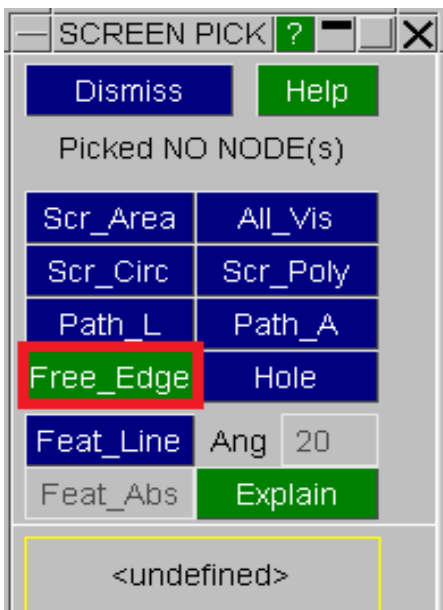 SCREEN PICK ?
Dismiss Help
Picked NO NODE(s)
Scr_Area All_Vis
Scr_Circ Scr_Poly
Path_L Path_A
Free_Edge Hole
Feat_Line Ang 20
Feat_Abs Explain
<undefined>